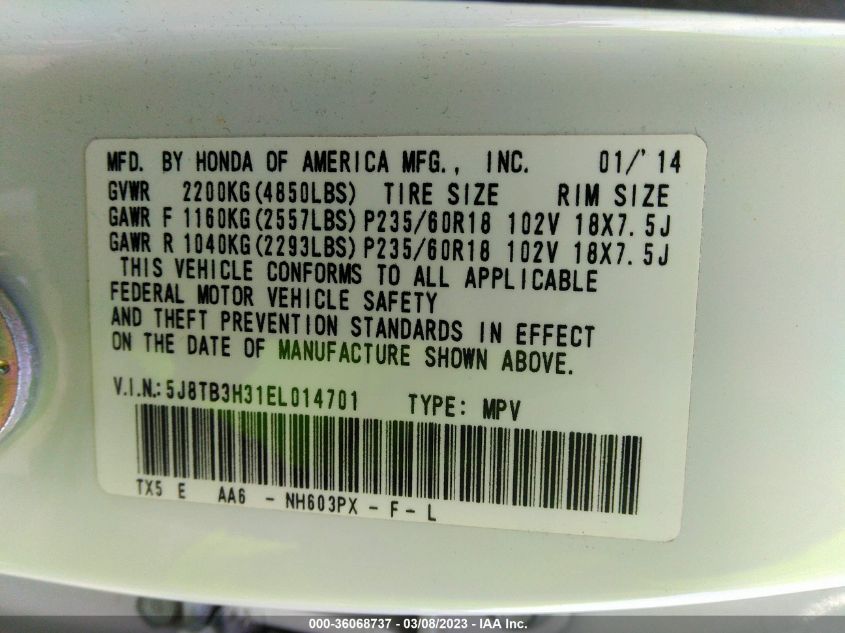 MFD. BY HONDA OF AMERICA MFG., INC. 01/'14
GVWR 2200KG(4850LBS) TIRE SIZE RIM SIZE
GAWR F 1160KG(2557LBS) P235/60R18 102V 18X7.5J
GAWR R 1040KG(2293LBS) P235/60R18 102V 18X7.5J
THIS VEHICLE CONFORMS TO ALL APPLICABLE
FEDERAL MOTOR VEHICLE SAFETY
AND THEFT PREVENTION STANDARDS IN EFFECT
ON THE DATE OF MANUFACTURE SHOWN ABOVE.
V.I.N.: 5J8TB3H31EL014701 TYPE: MPV
TX5 E AA6 - NH603PX - F - L
000-36068737 - 03/08/2023 - IAA Inc.